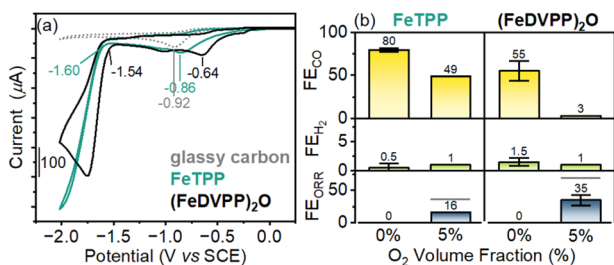 (a)
Current (μA)
-1.60
-1.54
-0.64
-0.86
-0.92
100
glassy carbon
FeTPP
(FeDVPP)₂O
-2.0 -1.5 -1.0 -0.5 0.0
Potential (V vs SCE)
(b)
FeTPP (FeDVPP)₂O
FE_CO
100
50
0
80 49 55 3
FE_H₂
5
0
0.5 1 1.5 1
FE_ORR
50
0
0 16 0 35
0% 5% 0% 5%
O₂ Volume Fraction (%)